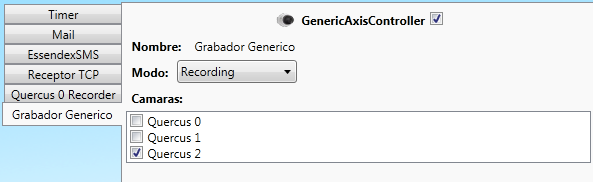 Timer
Mail
EssendexSMS
Receptor TCP
Quercus 0 Recorder
Grabador Generico
GenericAxisController
Nombre: Grabador Generico
Modo: Recording
Camaras:
Quercus 0
Quercus 1
Quercus 2